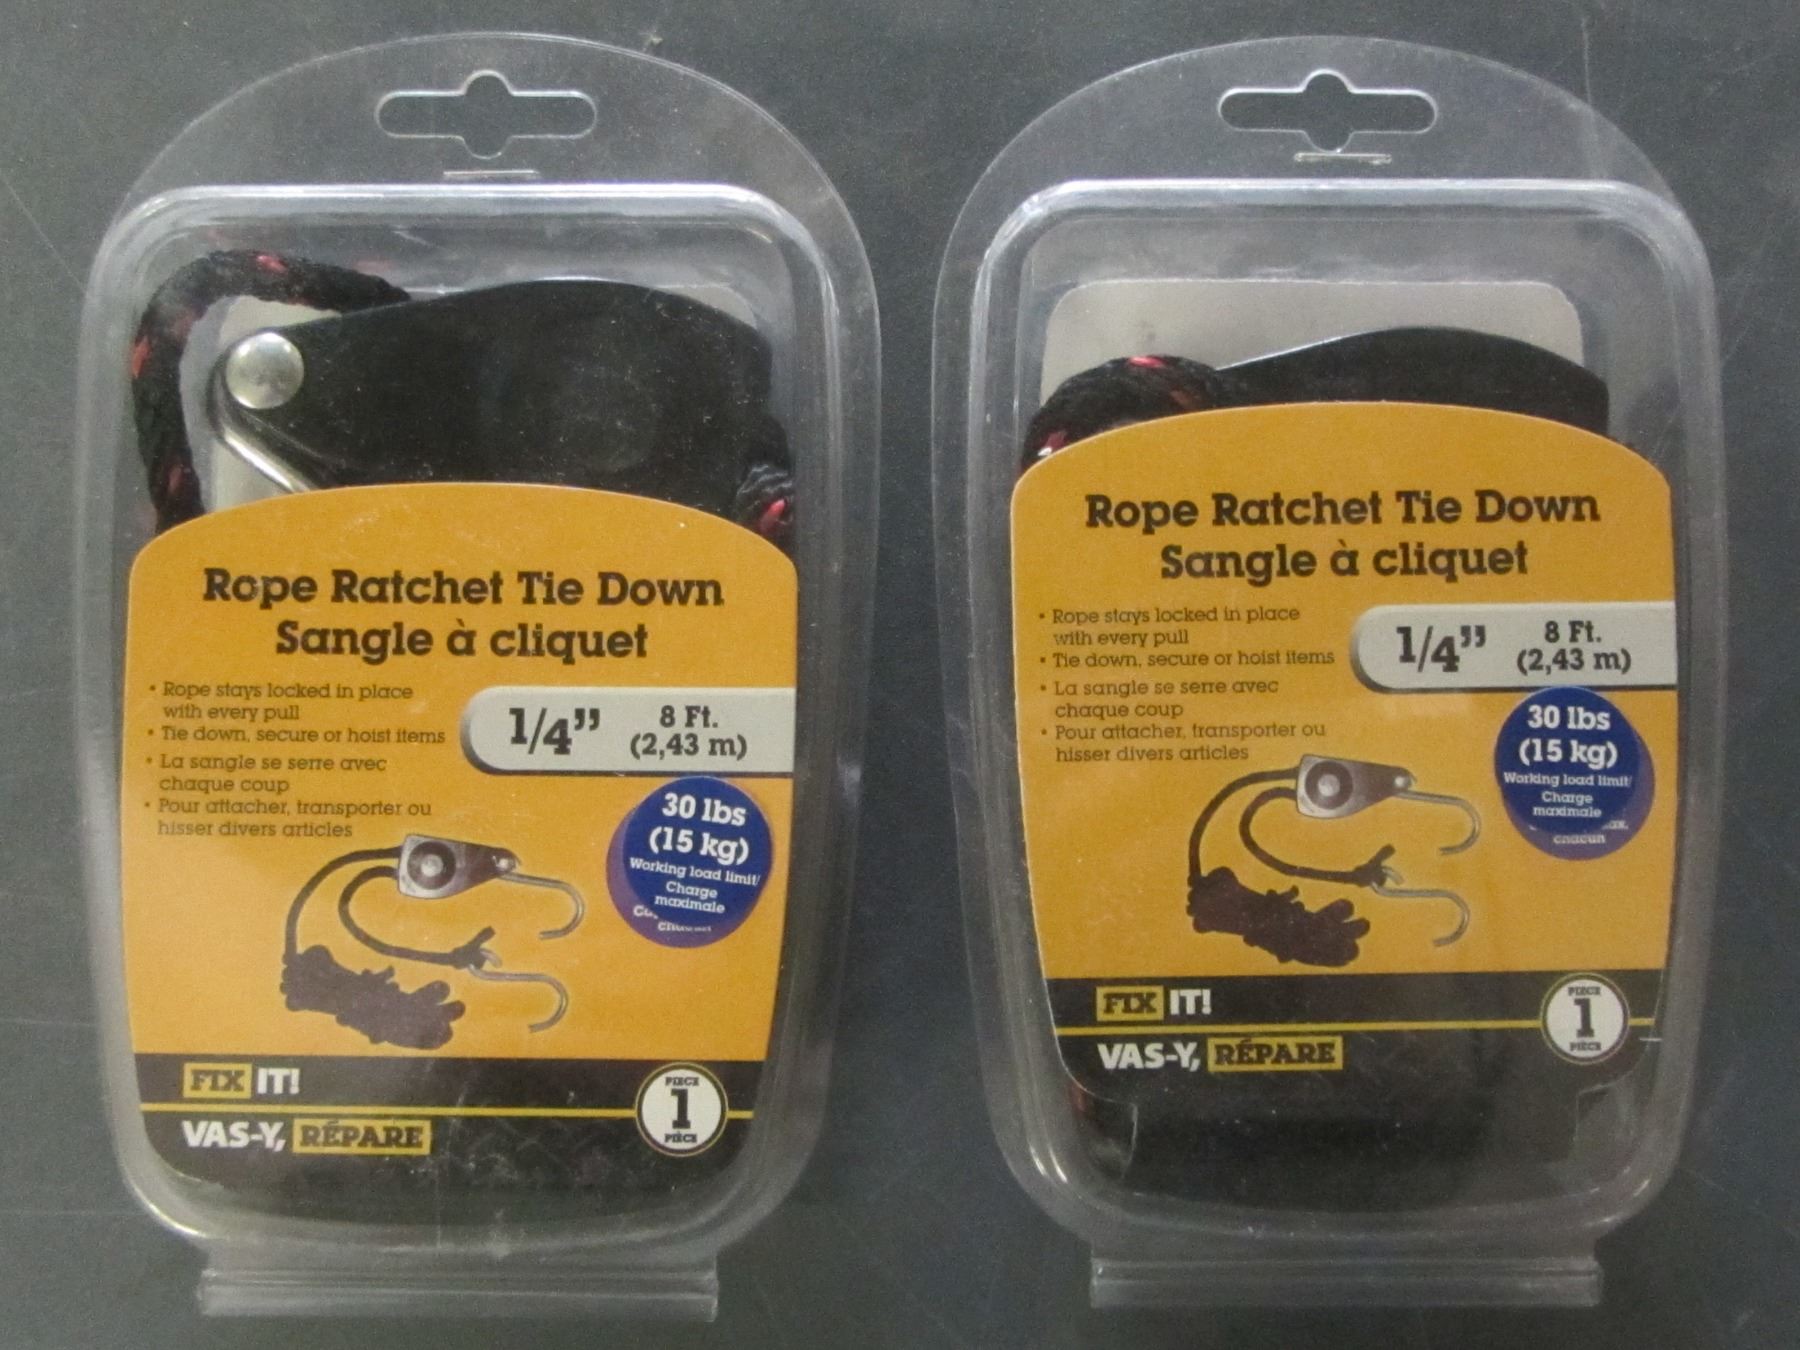 Rope Ratchet Tie Down
Sangle à cliquet
• Rope stays locked in place
with every pull
• Tie down, secure or hoist items
• La sangle se serre avec
chaque coup
• Pour attacher, transporter ou
hisser divers articles
1/4”
8 Ft.
(2,43 m)
30 lbs
(15 kg)
Working load limit/
Charge
maximale
FIX IT!
VAS-Y, RÉPARE
PIECE
1
PIÈCE
Rope Ratchet Tie Down
Sangle à cliquet
• Rope stays locked in place
with every pull
• Tie down, secure or hoist items
• La sangle se serre avec
chaque coup
• Pour attacher, transporter ou
hisser divers articles
1/4”
8 Ft.
(2,43 m)
30 lbs
(15 kg)
Working load limit/
Charge
maximale
chacun
FIX IT!
VAS-Y, RÉPARE
PIECE
1
PIÈCE